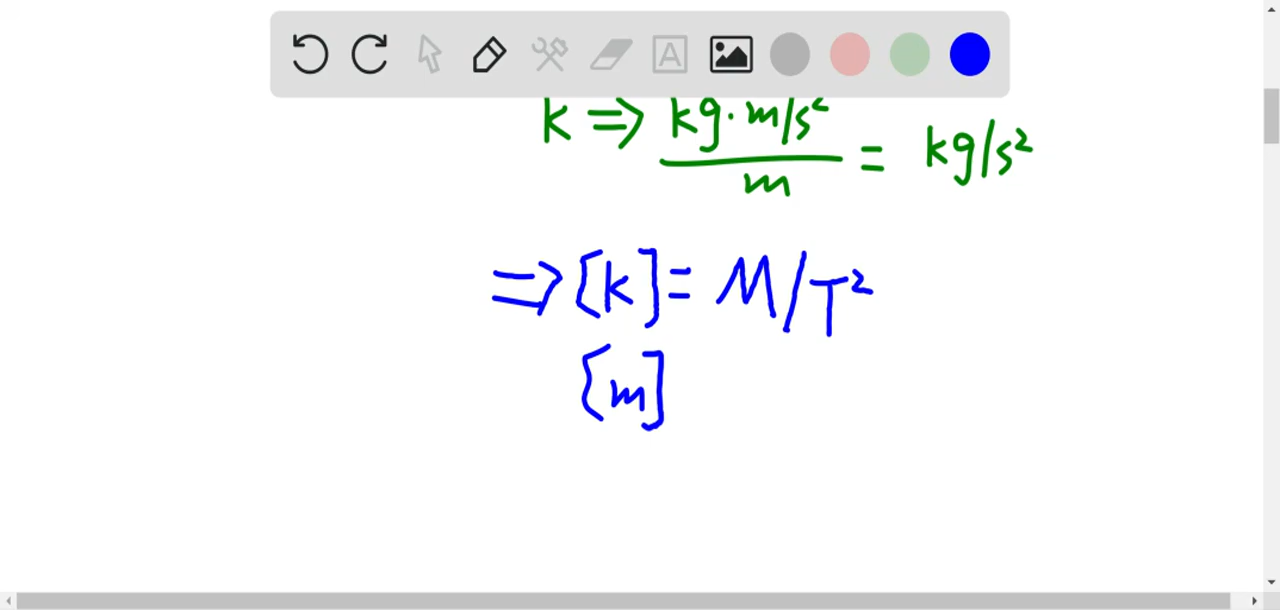 A
k ⇒ kg·m/s² / m = kg/s²
⇒ [k] = M/T²
[m]